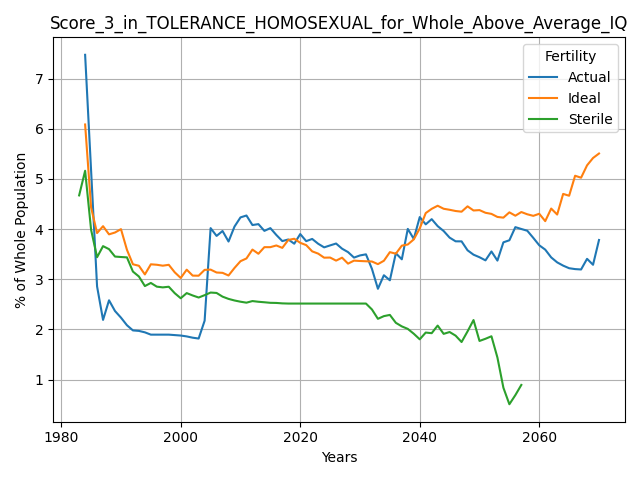 Score_3_in_TOLERANCE_HOMOSEXUAL_for_Whole_Above_Average_IQ
Fertility
Actual
Ideal
Sterile
7
6
5
4
3
2
1
% of Whole Population
1980
2000
2020
2040
2060
Years